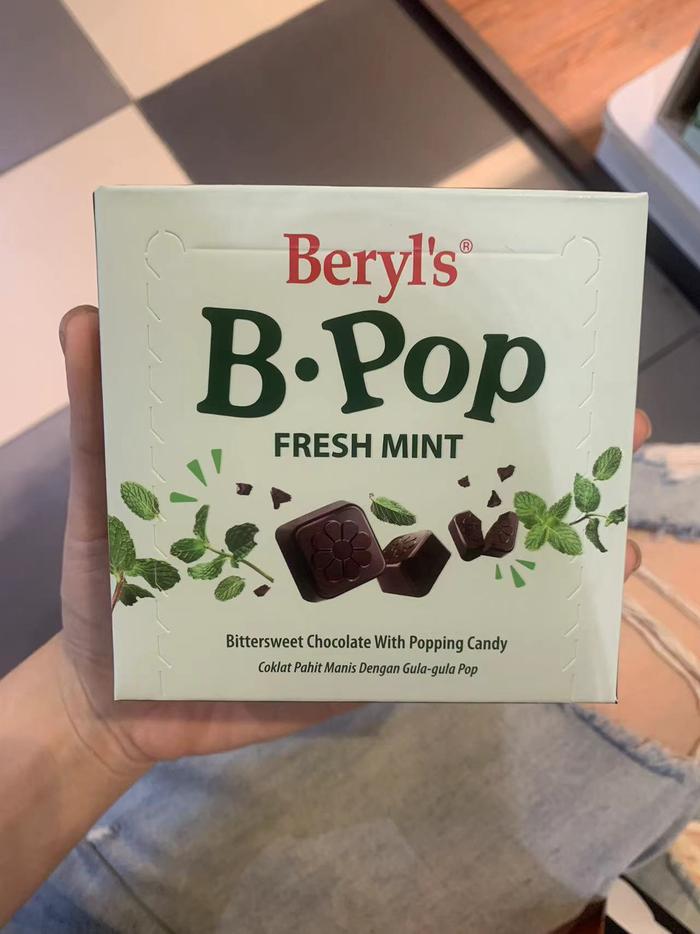 Beryl's®
B•Pop
FRESH MINT
Bittersweet Chocolate With Popping Candy
Coklat Pahit Manis Dengan Gula-gula Pop